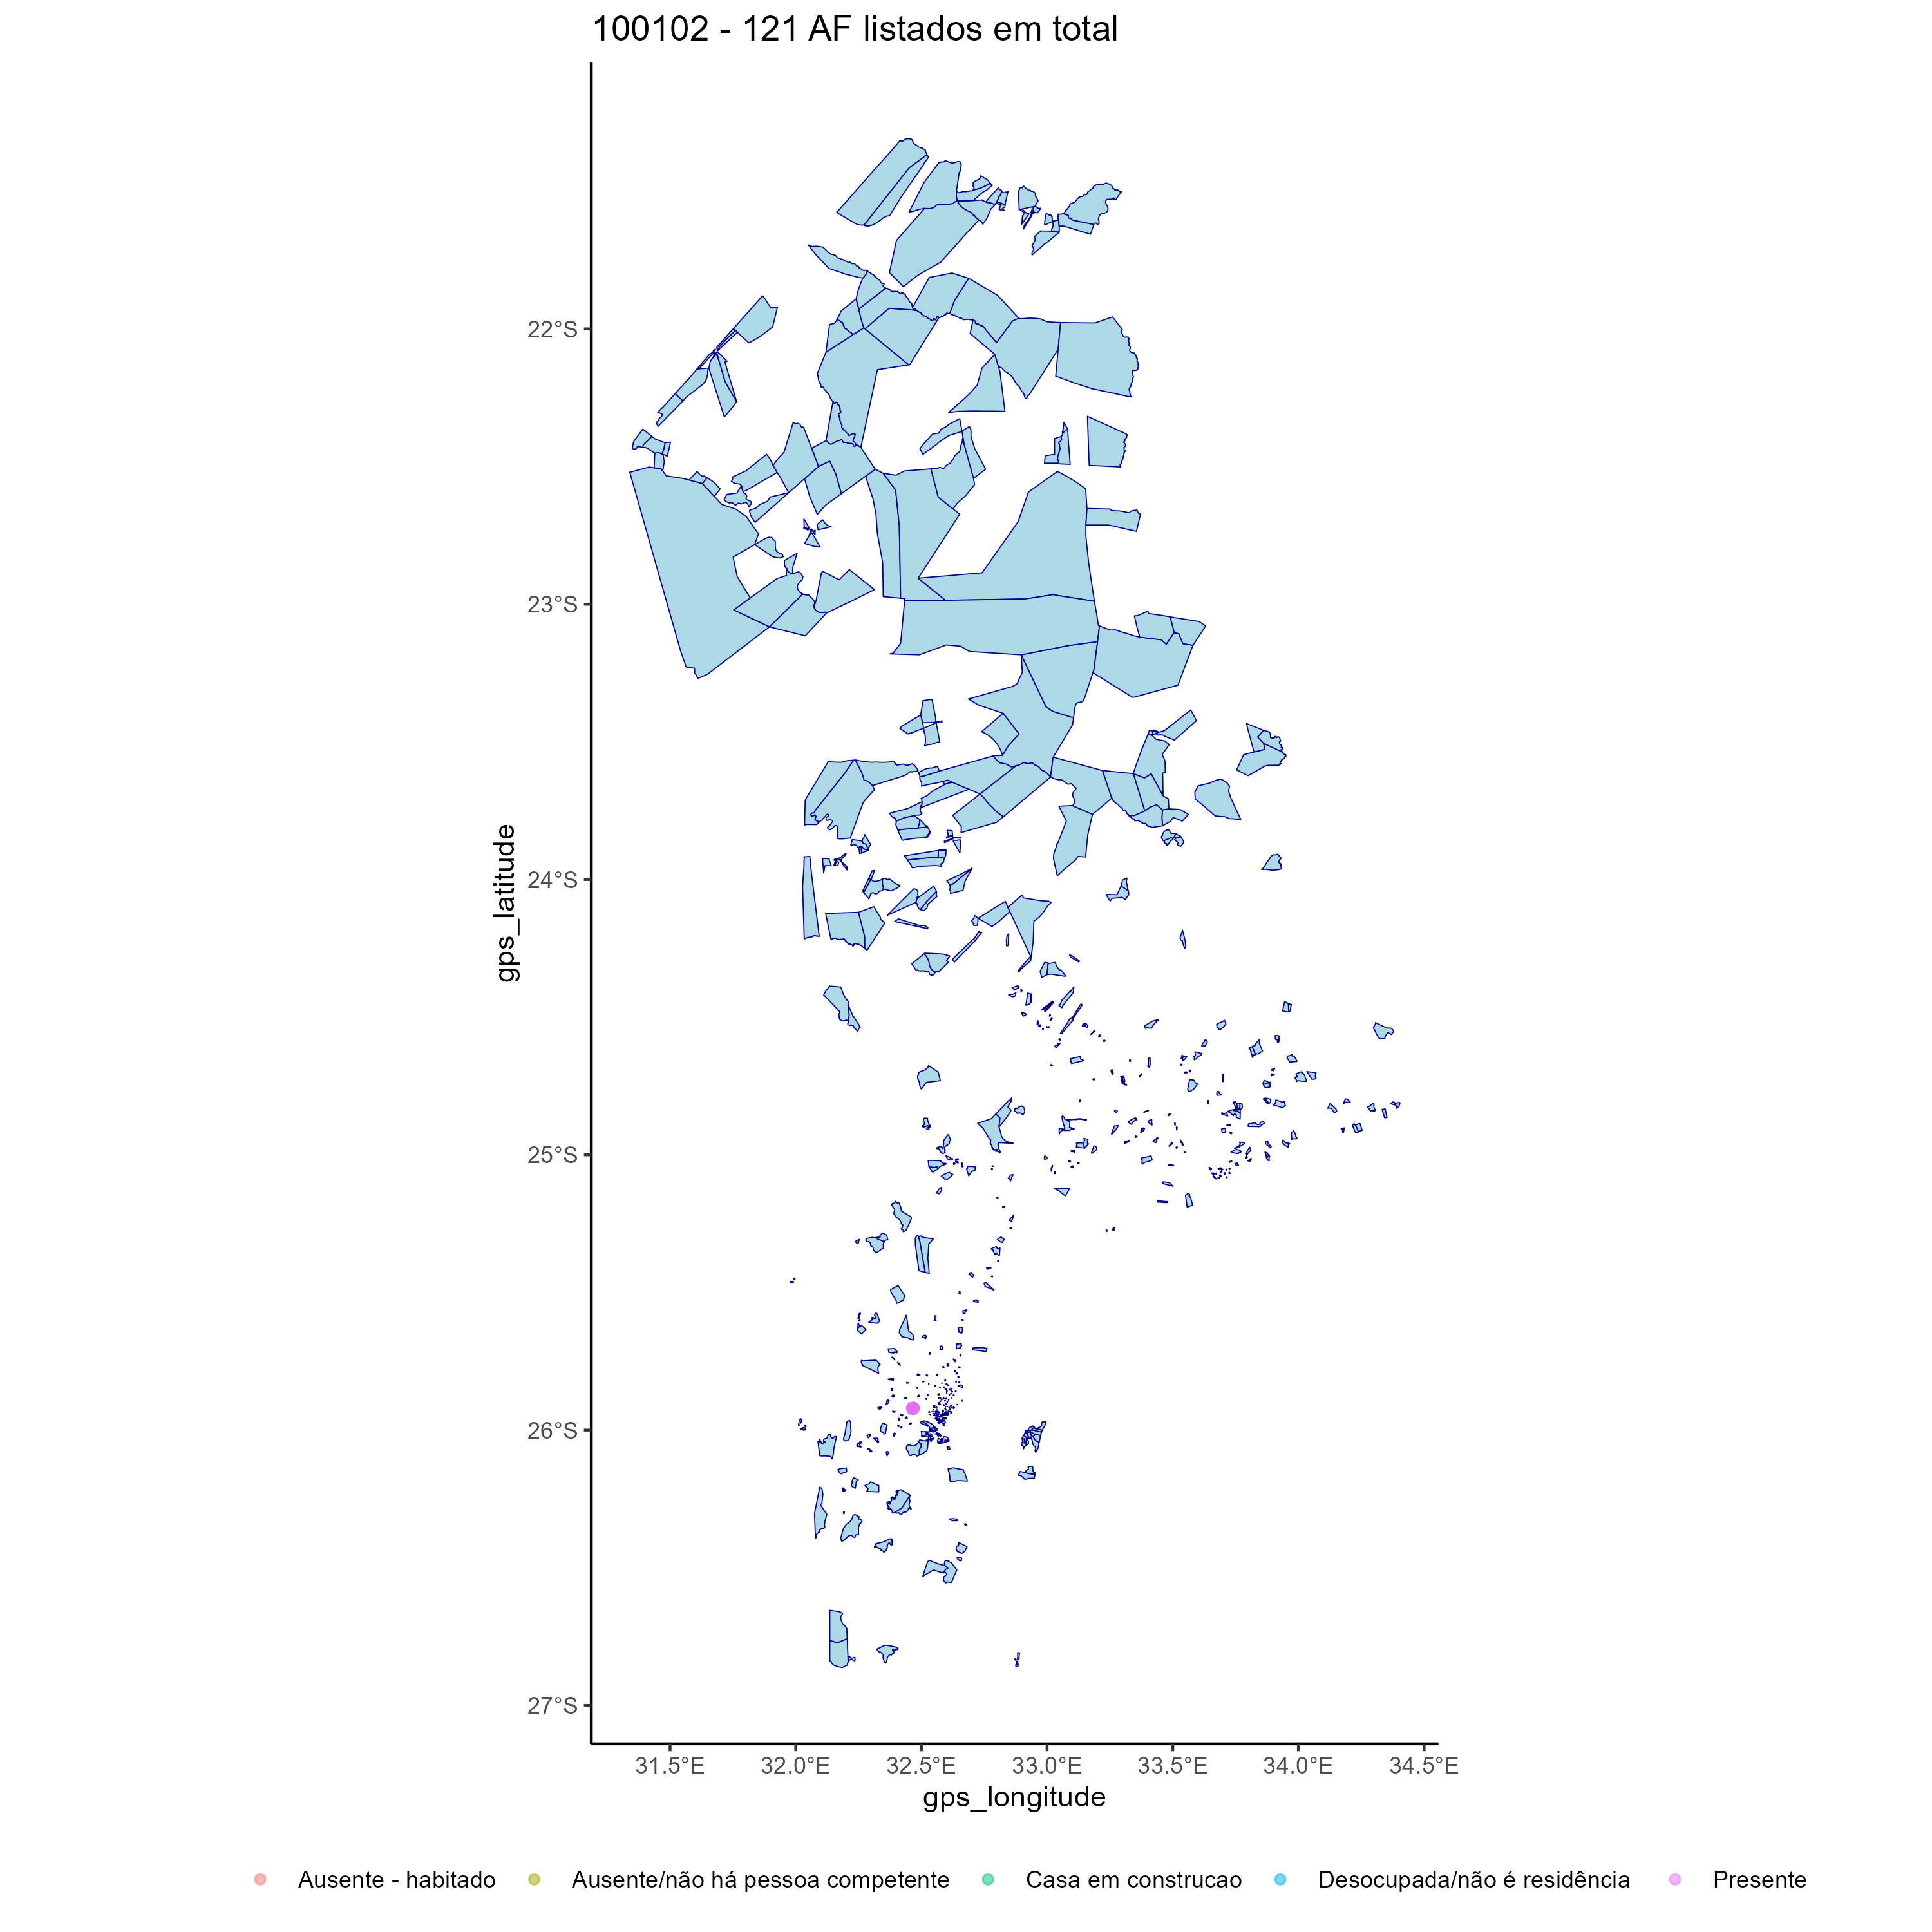 100102 - 121 AF listados em total
gps_latitude
22°S
23°S
24°S
25°S
26°S
27°S
31.5°E 32.0°E 32.5°E 33.0°E 33.5°E 34.0°E 34.5°E
gps_longitude
Ausente - habitado Ausente/não há pessoa competente Casa em construcao Desocupada/não é residência Presente